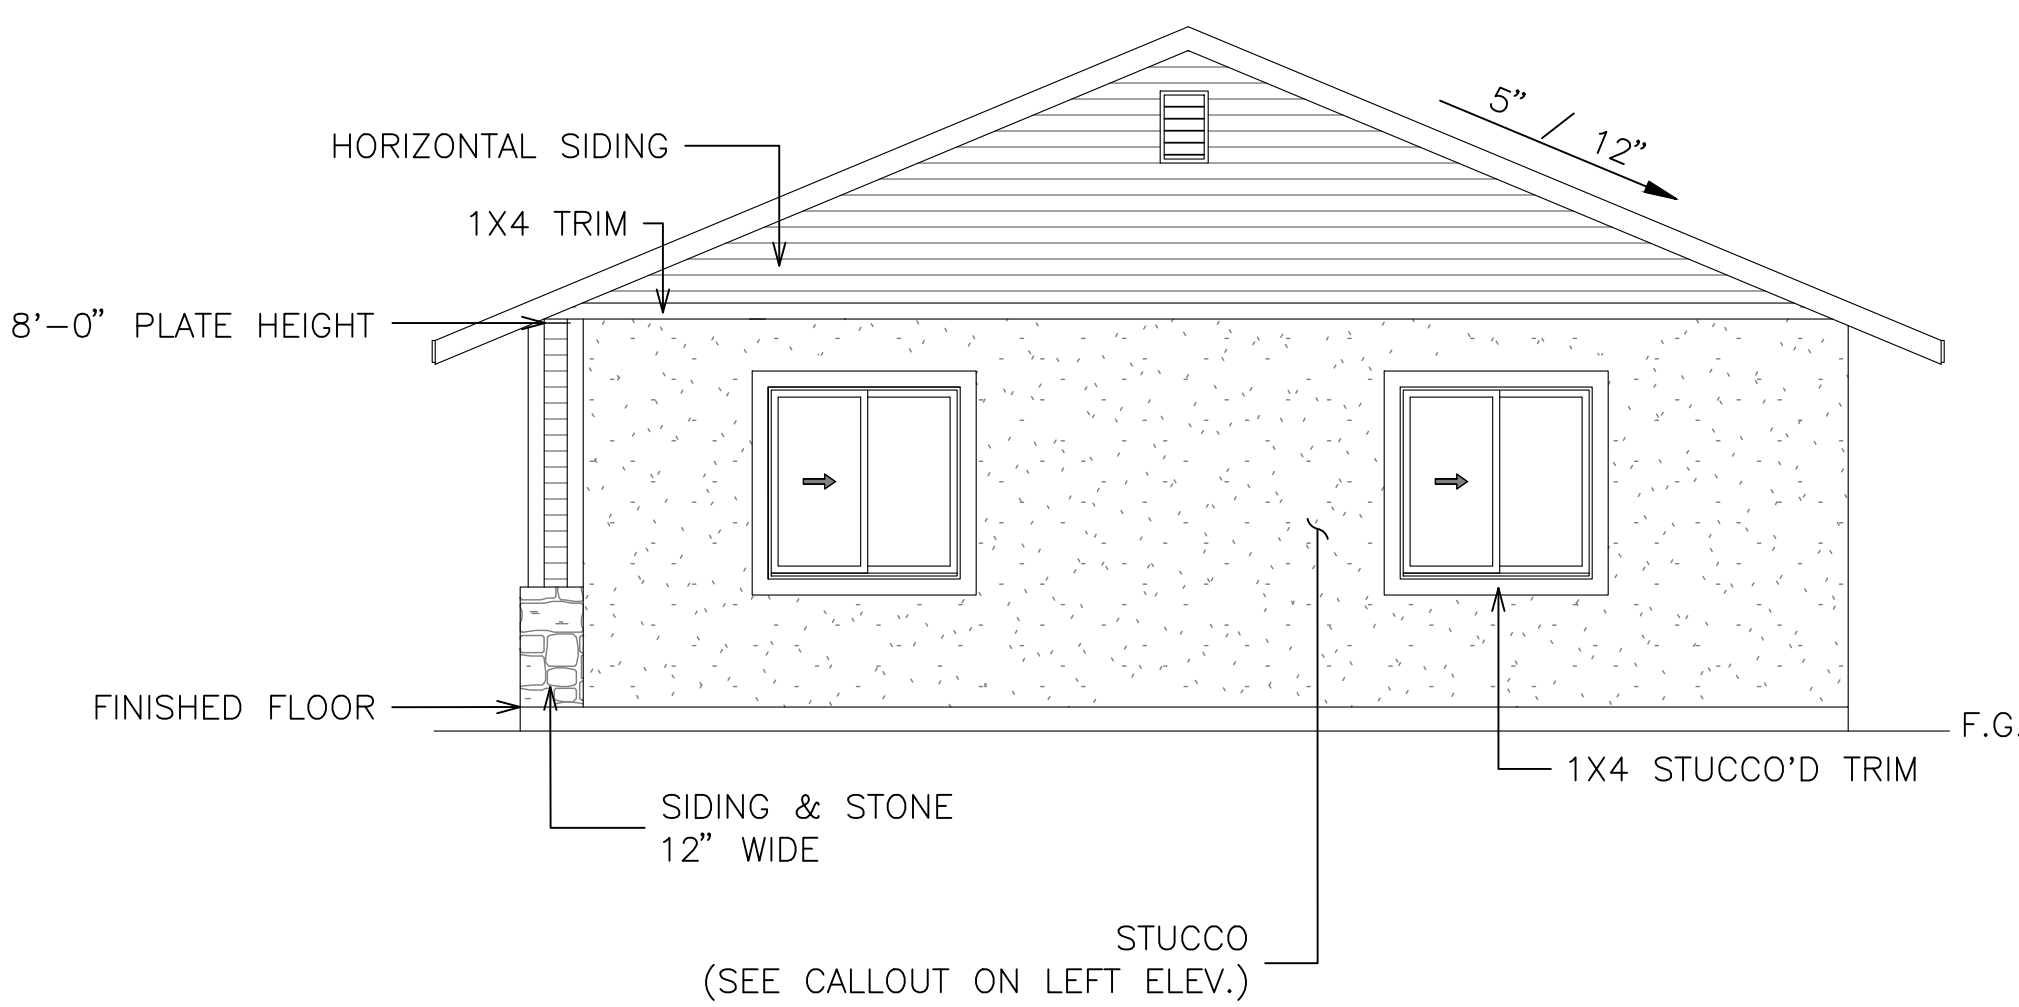 5” / 12”
HORIZONTAL SIDING
1X4 TRIM
8'-0” PLATE HEIGHT
FINISHED FLOOR
F.G.
1X4 STUCCO'D TRIM
SIDING & STONE
12” WIDE
STUCCO
(SEE CALLOUT ON LEFT ELEV.)